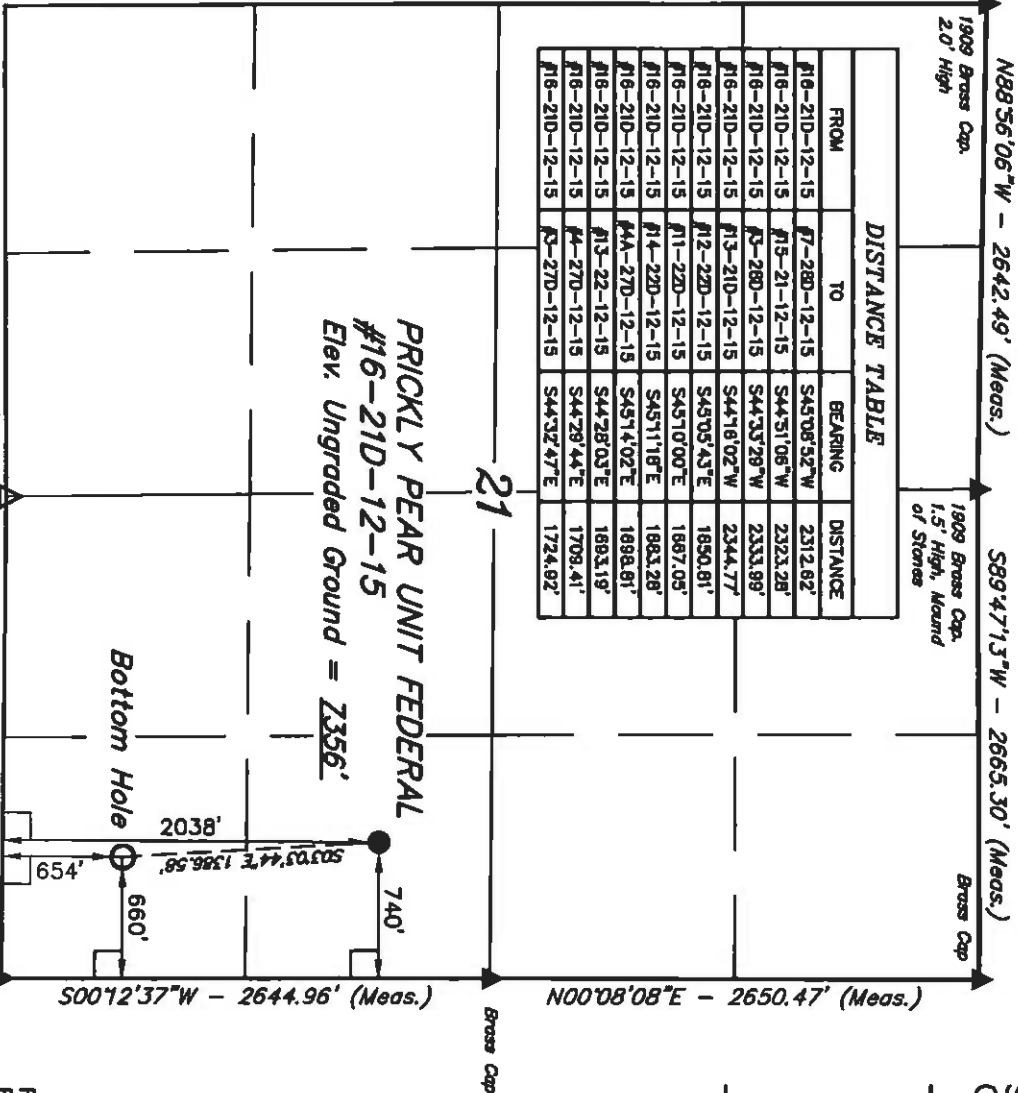 N88°56'06"W - 2642.49' (Meas.)
S89°47'13"W - 2665.30' (Meas.)
1909 Brass Cap.
2.0' High
1909 Brass Cap.
1.5' High, Mound
of Stones
Brass Cap
DISTANCE TABLE
FROM TO BEARING DISTANCE
#16-21D-12-15 #7-28D-12-15 S45°08'52"W 2312.62'
#16-21D-12-15 #15-21-12-15 S44°51'06"W 2323.28'
#16-21D-12-15 #3-28D-12-15 S44°33'29"W 2333.99'
#16-21D-12-15 #13-21D-12-15 S44°16'02"W 2344.77'
#16-21D-12-15 #12-22D-12-15 S45°05'43"E 1650.81'
#16-21D-12-15 #11-22D-12-15 S45°10'00"E 1667.05'
#16-21D-12-15 #14-22D-12-15 S45°11'18"E 1683.28'
#16-21D-12-15 #4A-27D-12-15 S45°14'02"E 1698.81'
#16-21D-12-15 #13-22-12-15 S44°28'03"E 1693.19'
#16-21D-12-15 #4-27D-12-15 S44°29'44"E 1709.41'
#16-21D-12-15 #3-27D-12-15 S44°32'47"E 1724.92'
21
PRICKLY PEAR UNIT FEDERAL
#16-21D-12-15
Elev. Ungraded Ground = 7356'
Bottom Hole
2038'
S03°03'44"E 1386.58'
654'
740'
660'
N00°08'08"E - 2650.47' (Meas.)
S00°12'37"W - 2644.96' (Meas.)
Brass Cap